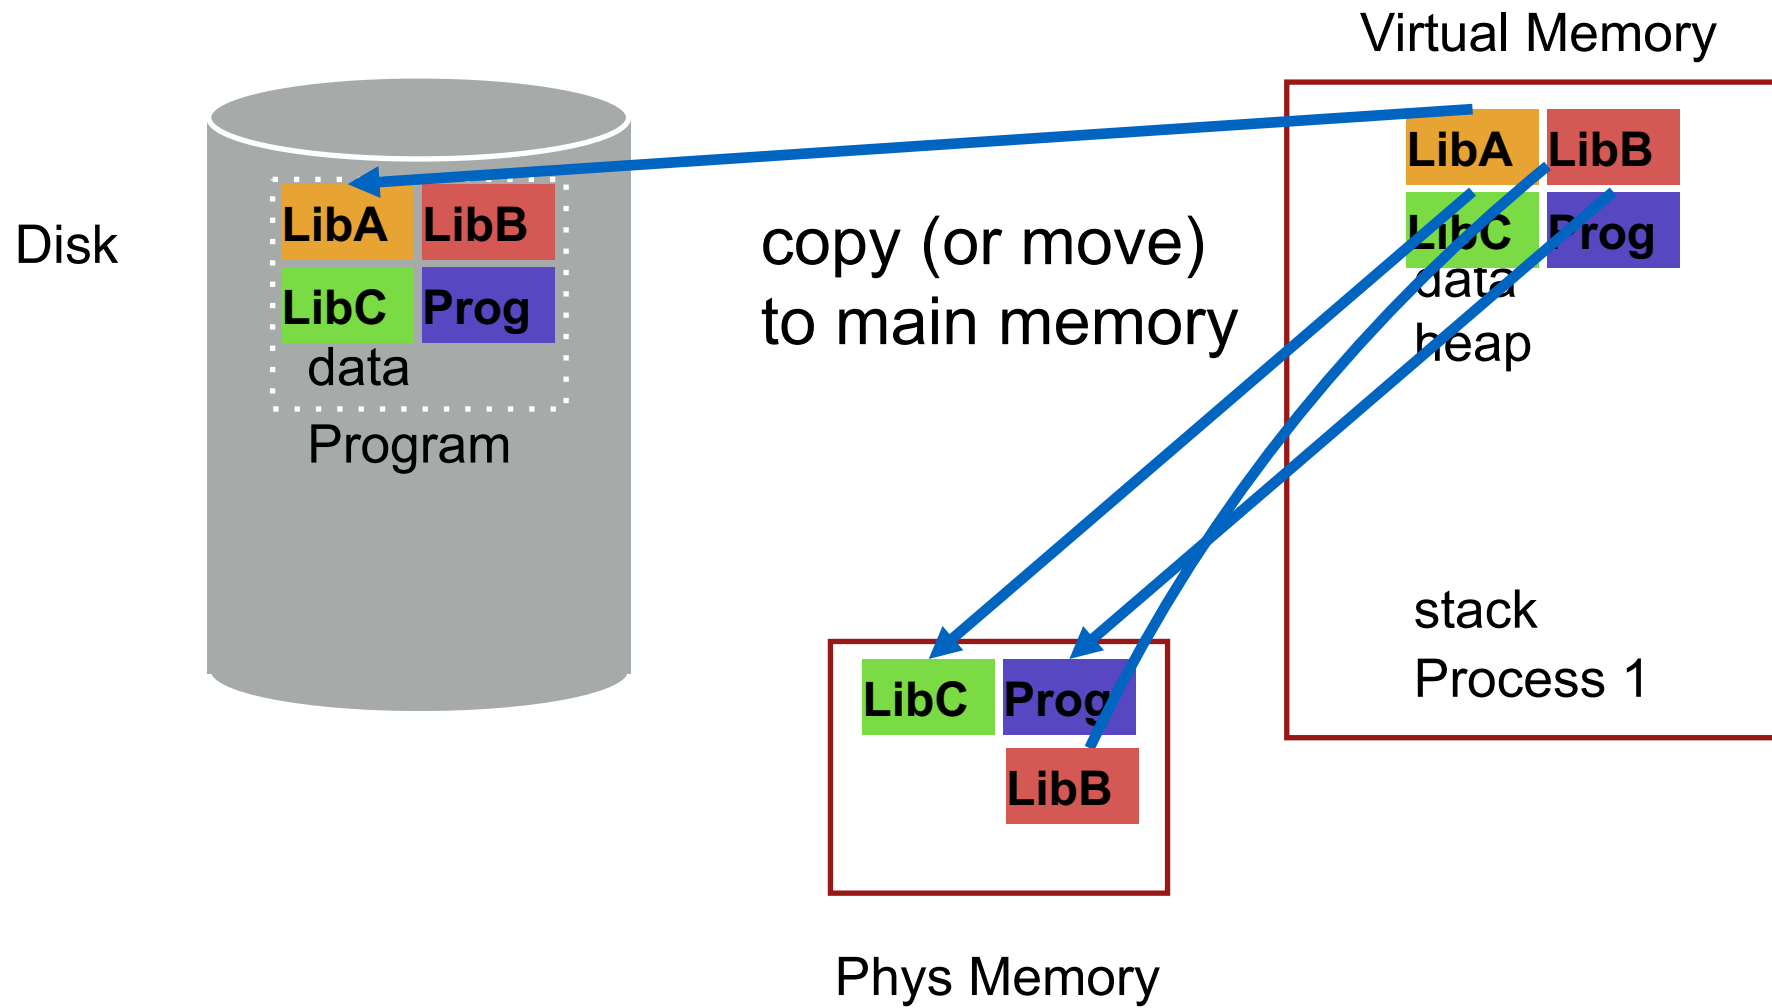 Virtual Memory
LibA LibB
LibC Prog
data
heap
stack
Process 1
Disk
LibA LibB
LibC Prog
data
Program
copy (or move)
to main memory
LibC Prog
LibB
Phys Memory